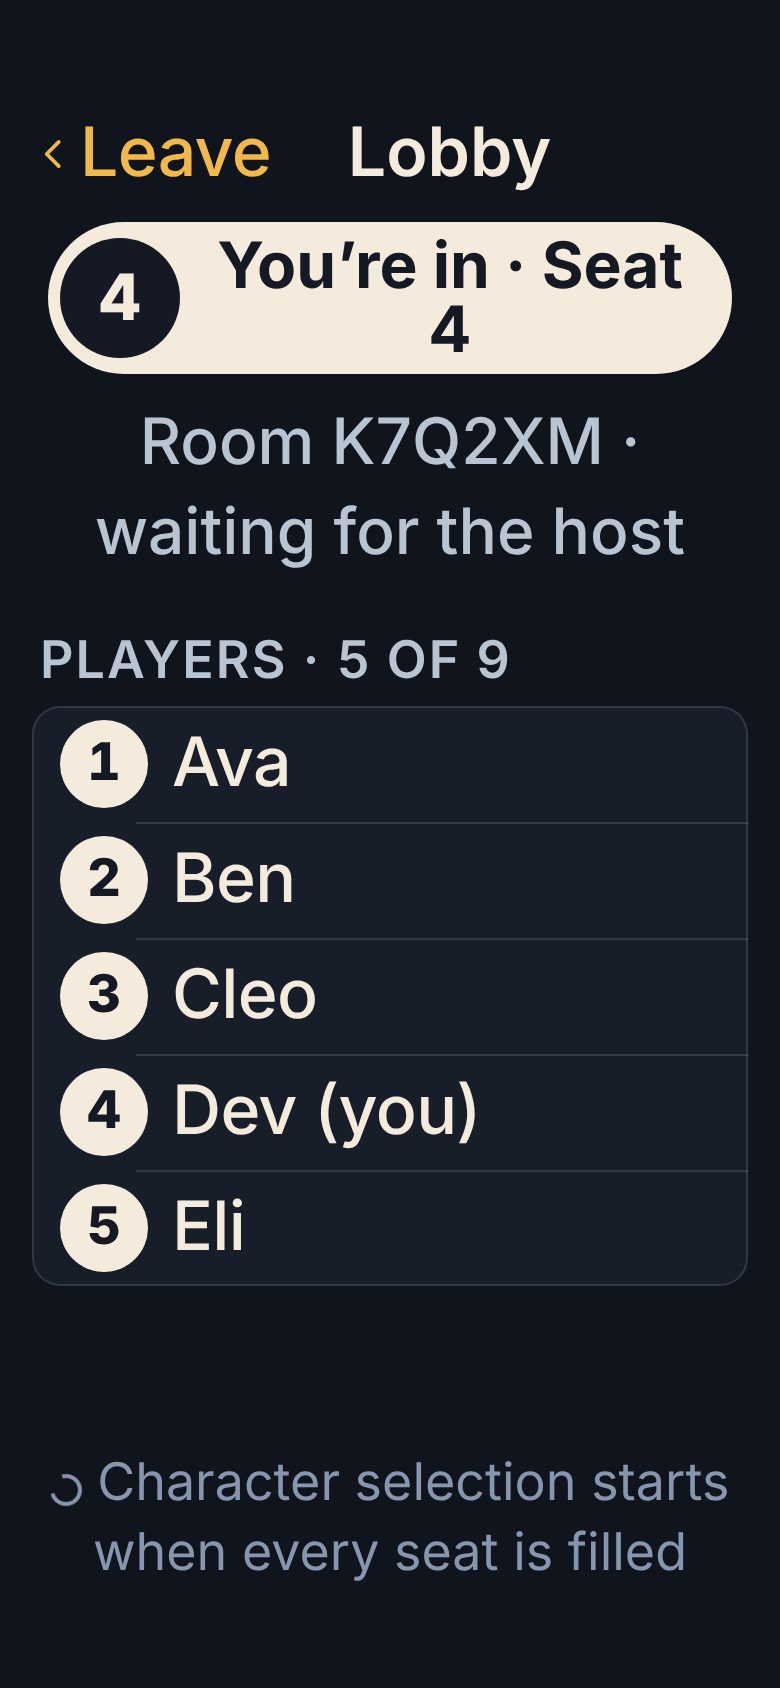 ‹ Leave Lobby
4 You’re in · Seat
4
Room K7Q2XM ·
waiting for the host
PLAYERS · 5 OF 9
1 Ava
2 Ben
3 Cleo
4 Dev (you)
5 Eli
Character selection starts
when every seat is filled